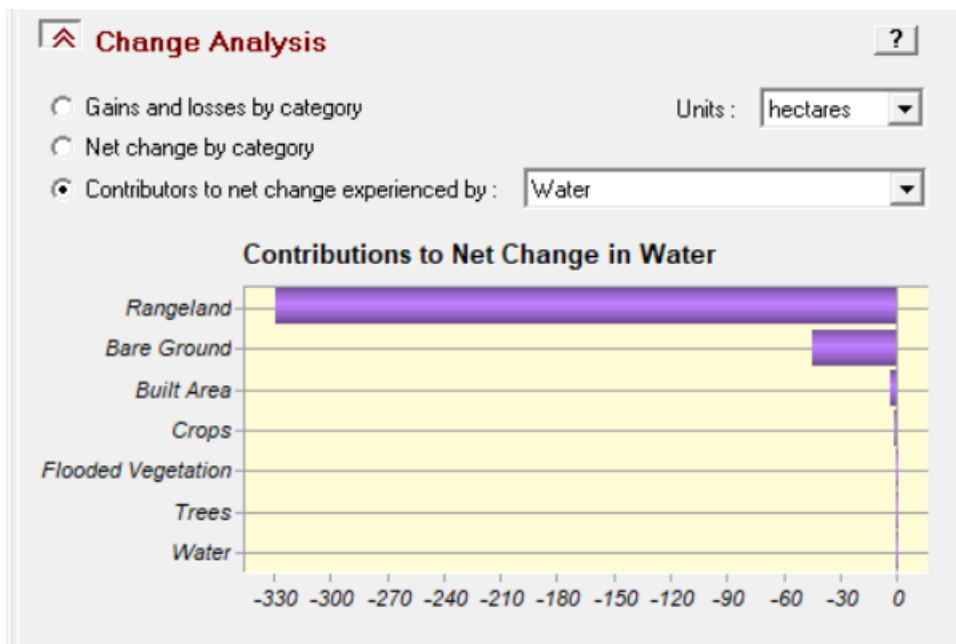 Change Analysis ?
Gains and losses by category Units : hectares
Net change by category
Contributors to net change experienced by : Water
Contributions to Net Change in Water
Rangeland
Bare Ground
Built Area
Crops
Flooded Vegetation
Trees
Water
-330 -300 -270 -240 -210 -180 -150 -120 -90 -60 -30 0